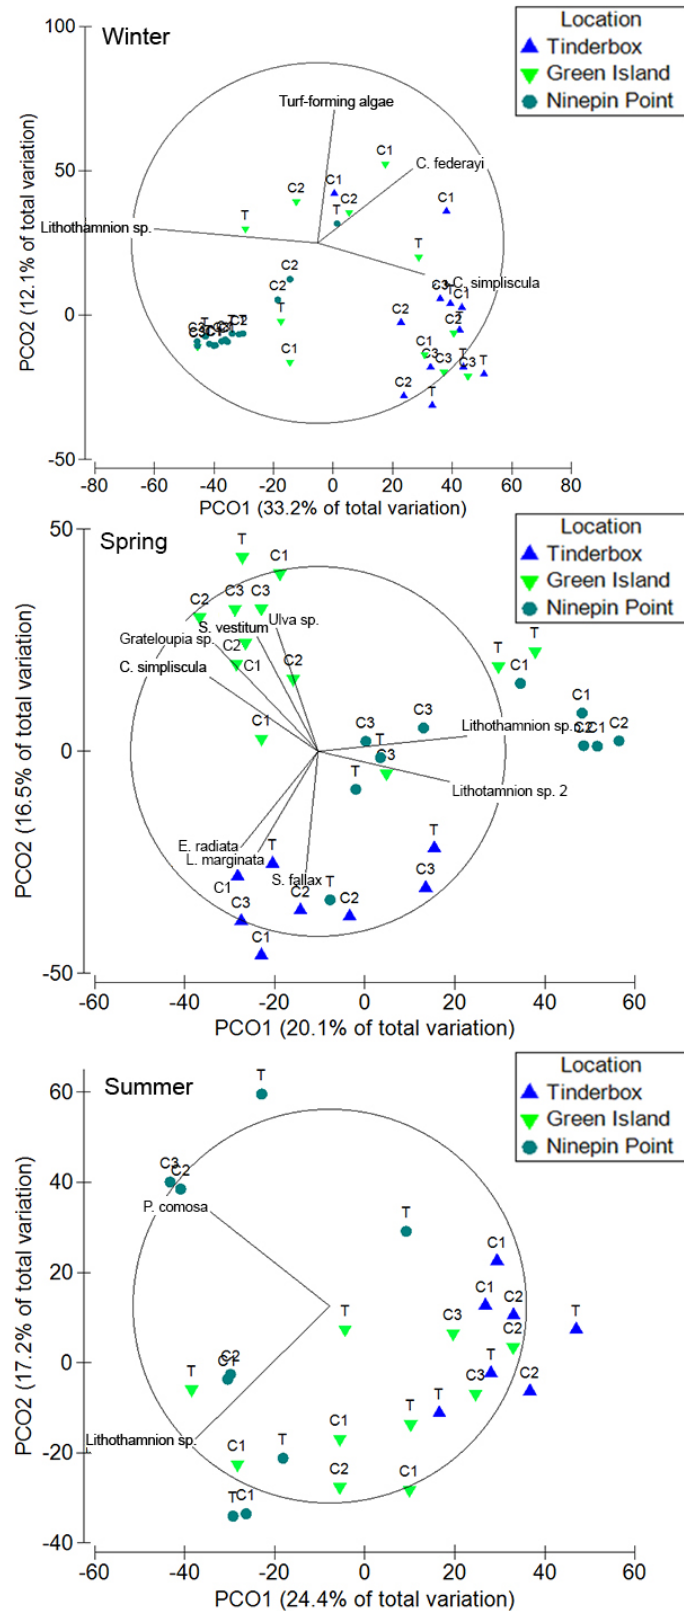 Winter
Location
Tinderbox
Green Island
Ninepin Point
100
50
0
-50
PCO2 (12.1% of total variation)
Turf-forming algae
C. federayi
Lithothamnion sp.
C. simpliscula
C1
C1
C2
C2
T
C1
T
T
C2
C2
T
C1
C3
T
C1
T
C2
C1
C3
C3
T
C3
T
C2
T
-80 -60 -40 -20 0 20 40 60 80
PCO1 (33.2% of total variation)
Spring
Location
Tinderbox
Green Island
Ninepin Point
50
0
-50
PCO2 (16.5% of total variation)
T
C1
C2
C3
C3
Ulva sp.
S. vestitum
Grateloupia sp.
C2
C1
C2
C. simpliscula
T
T
C1
C1
C1
C3
C3
T
C3
T
Lithothamnion sp.
C2
C1
C2
Lithotamnion sp. 2
E. radiata
L. marginata
S. fallax
T
C1
C3
C1
C2
T
C2
T
C3
-60 -40 -20 0 20 40 60
PCO1 (20.1% of total variation)
Summer
Location
Tinderbox
Green Island
Ninepin Point
60
40
20
0
-20
-40
PCO2 (17.2% of total variation)
T
C3
C2
P. comosa
T
C1
C1
C2
T
T
C3
C2
C2
C1
T
T
C3
C2
T
T
Lithothamnion sp.
C1
T
C1
C2
C1
T
C1
-60 -40 -20 0 20 40 60
PCO1 (24.4% of total variation)